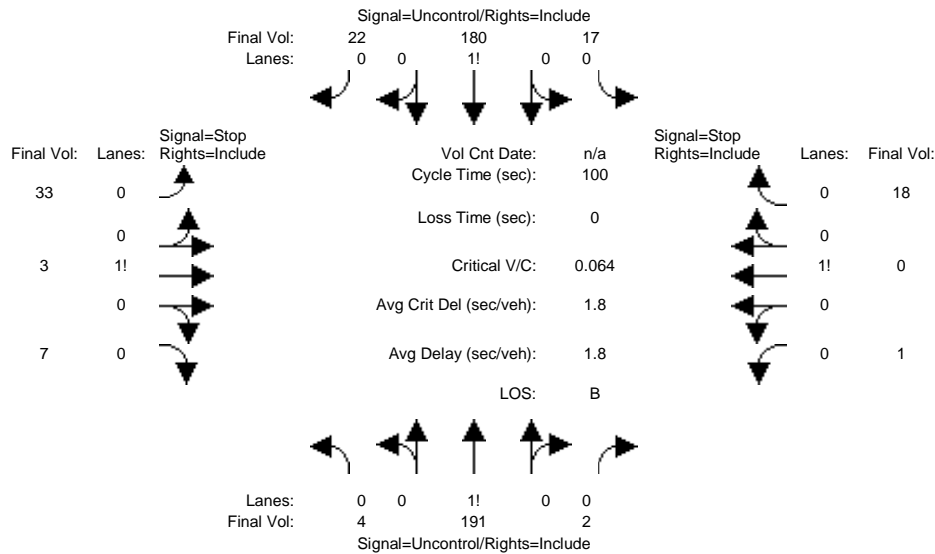 Signal=Uncontrol/Rights=Include
Final Vol: 22 180 17
Lanes: 0 0 1! 0 0
Signal=Stop Signal=Stop
Final Vol: Lanes: Rights=Include Vol Cnt Date: n/a Rights=Include Lanes: Final Vol:
Cycle Time (sec): 100
33 0 0 18
Loss Time (sec): 0
0 0
3 1! Critical V/C: 0.064 1! 0
0 Avg Crit Del (sec/veh): 1.8 0
7 0 Avg Delay (sec/veh): 1.8 0 1
LOS: B
Lanes: 0 0 1! 0 0
Final Vol: 4 191 2
Signal=Uncontrol/Rights=Include